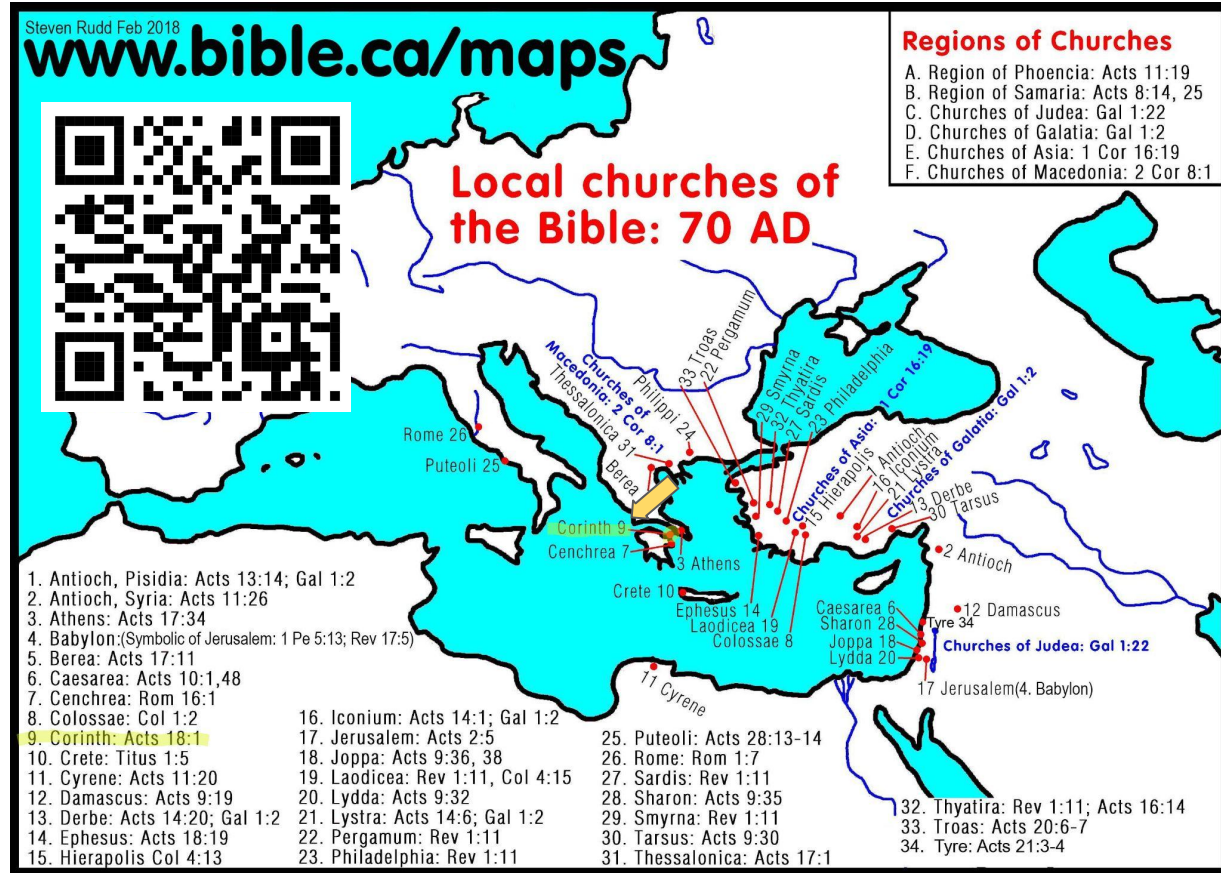 Steven Rudd Feb 2018
www.bible.ca/maps
Regions of Churches
A. Region of Phoencia: Acts 11:19
B. Region of Samaria: Acts 8:14, 25
C. Churches of Judea: Gal 1:22
D. Churches of Galatia: Gal 1:2
E. Churches of Asia: 1 Cor 16:19
F. Churches of Macedonia: 2 Cor 8:1
Local churches of
the Bible: 70 AD
Churches of
Macedonia: 2 Cor 8:1
Thessalonica 31
Berea
Philippi 24
33 Troas
22 Pergamum
29 Smyrna
32 Thyatira
27 Sardis
23 Philadelphia
Churches of Asia: 1 Cor 16:19
15 Hierapolis
1 Antioch
16 Iconium
21 Lystra
Churches of Galatia: Gal 1:2
13 Derbe
30 Tarsus
Rome 26
Puteoli 25
Corinth 9
Cenchrea 7
3 Athens
Crete 10
Ephesus 14
Laodicea 19
Colossae 8
2 Antioch
12 Damascus
Caesarea 6
Tyre 34
Sharon 28
Joppa 18
Lydda 20
Churches of Judea: Gal 1:22
17 Jerusalem(4. Babylon)
11 Cyrene
1. Antioch, Pisidia: Acts 13:14; Gal 1:2
2. Antioch, Syria: Acts 11:26
3. Athens: Acts 17:34
4. Babylon:(Symbolic of Jerusalem: 1 Pe 5:13; Rev 17:5)
5. Berea: Acts 17:11
6. Caesarea: Acts 10:1,48
7. Cenchrea: Rom 16:1
8. Colossae: Col 1:2
9. Corinth: Acts 18:1
10. Crete: Titus 1:5
11. Cyrene: Acts 11:20
12. Damascus: Acts 9:19
13. Derbe: Acts 14:20; Gal 1:2
14. Ephesus: Acts 18:19
15. Hierapolis Col 4:13
16. Iconium: Acts 14:1; Gal 1:2
17. Jerusalem: Acts 2:5
18. Joppa: Acts 9:36, 38
19. Laodicea: Rev 1:11, Col 4:15
20. Lydda: Acts 9:32
21. Lystra: Acts 14:6; Gal 1:2
22. Pergamum: Rev 1:11
23. Philadelphia: Rev 1:11
25. Puteoli: Acts 28:13-14
26. Rome: Rom 1:7
27. Sardis: Rev 1:11
28. Sharon: Acts 9:35
29. Smyrna: Rev 1:11
30. Tarsus: Acts 9:30
31. Thessalonica: Acts 17:1
32. Thyatira: Rev 1:11; Acts 16:14
33. Troas: Acts 20:6-7
34. Tyre: Acts 21:3-4